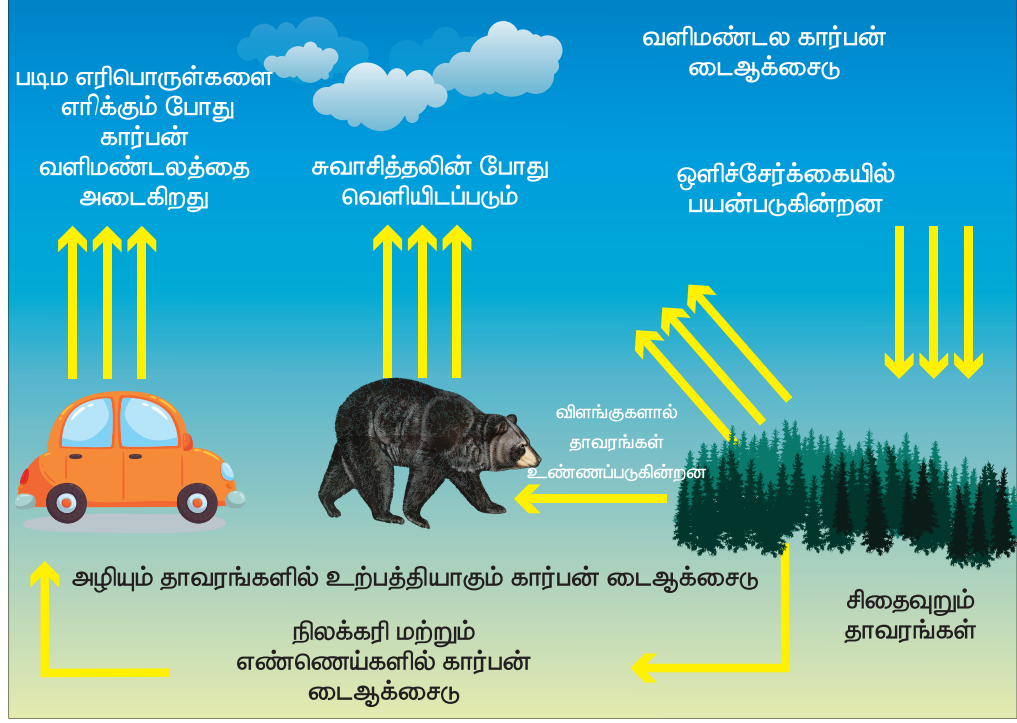 வளிமண்டல கார்பன்
டைஆக்சைடு
படிம எரிபொருள்களை
எரிக்கும் போது
கார்பன்
வளிமண்டலத்தை
அடைகிறது
சுவாசித்தலின் போது
வெளியிடப்படும்
ஒளிச்சேர்க்கையில்
பயன்படுகின்றன
விளங்குகளால்
தாவரங்கள்
உண்ணப்படுகின்றன
அழியும் தாவரங்களில் உற்பத்தியாகும் கார்பன் டைஆக்சைடு
சிதைவுறும்
தாவரங்கள்
நிலக்கரி மற்றும்
எண்ணெய்களில் கார்பன்
டைஆக்சைடு